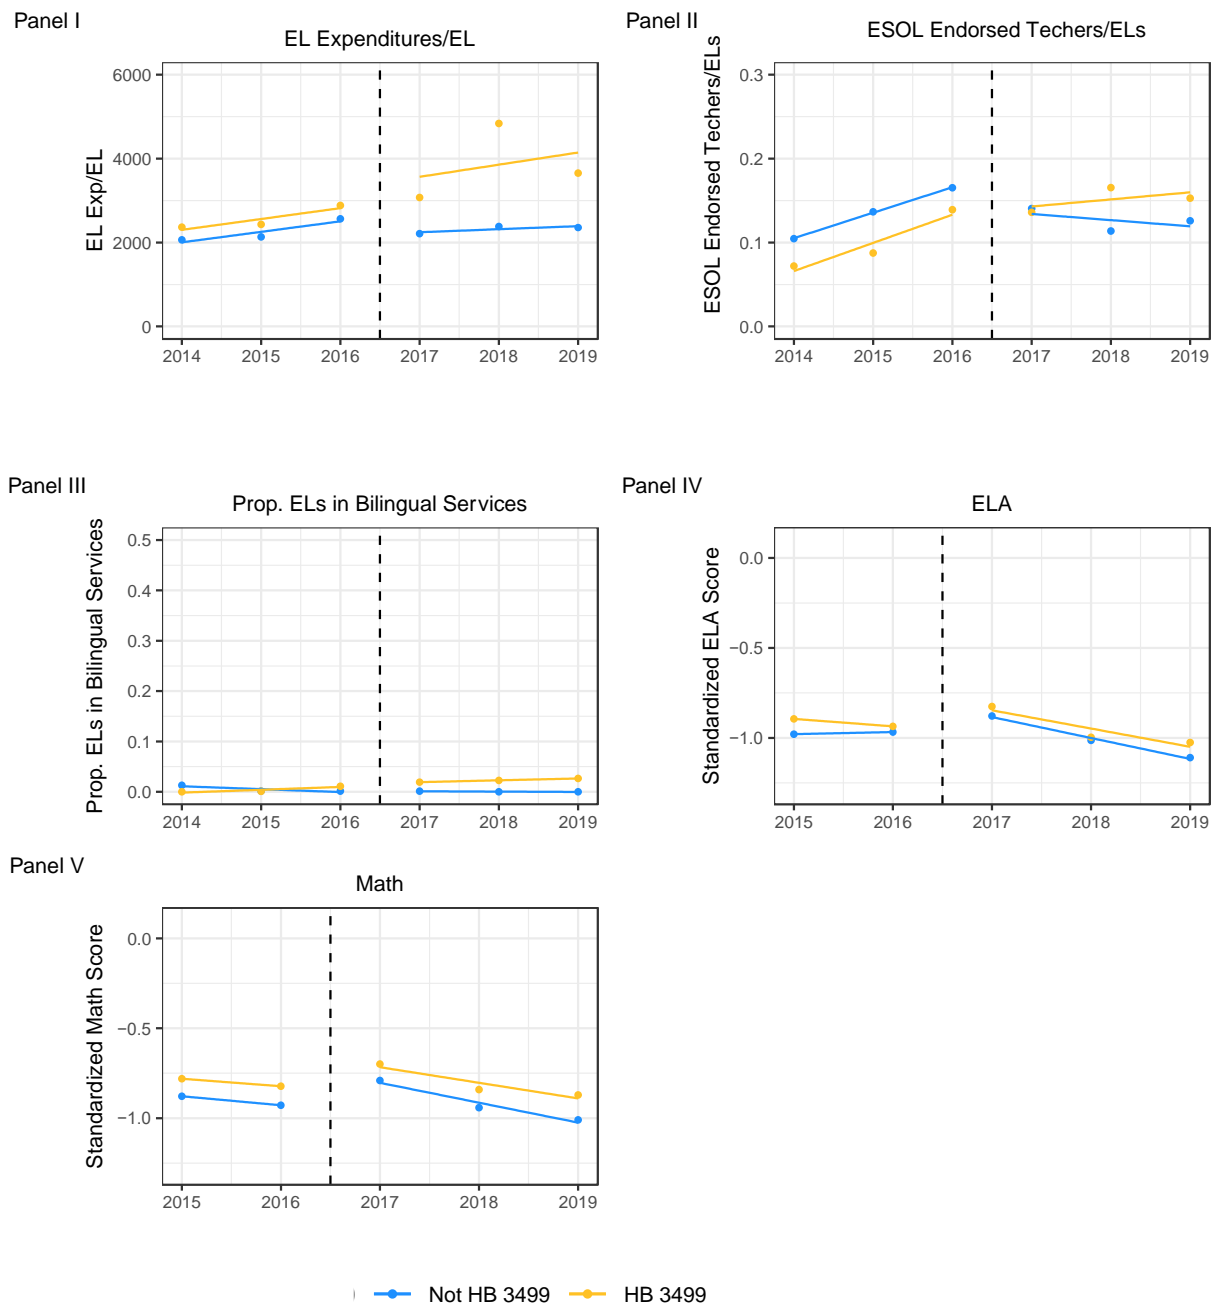 Panel I
EL Expenditures/EL
EL Exp/EL
6000
4000
2000
0
2014 2015 2016 2017 2018 2019
Panel II
ESOL Endorsed Techers/ELs
ESOL Endorsed Techers/ELs
0.3
0.2
0.1
0.0
2014 2015 2016 2017 2018 2019
Panel III
Prop. ELs in Bilingual Services
Prop. ELs in Bilingual Services
0.5
0.4
0.3
0.2
0.1
0.0
2014 2015 2016 2017 2018 2019
Panel IV
ELA
Standardized ELA Score
0.0
−0.5
−1.0
2015 2016 2017 2018 2019
Panel V
Math
Standardized Math Score
0.0
−0.5
−1.0
2015 2016 2017 2018 2019
Not HB 3499 HB 3499